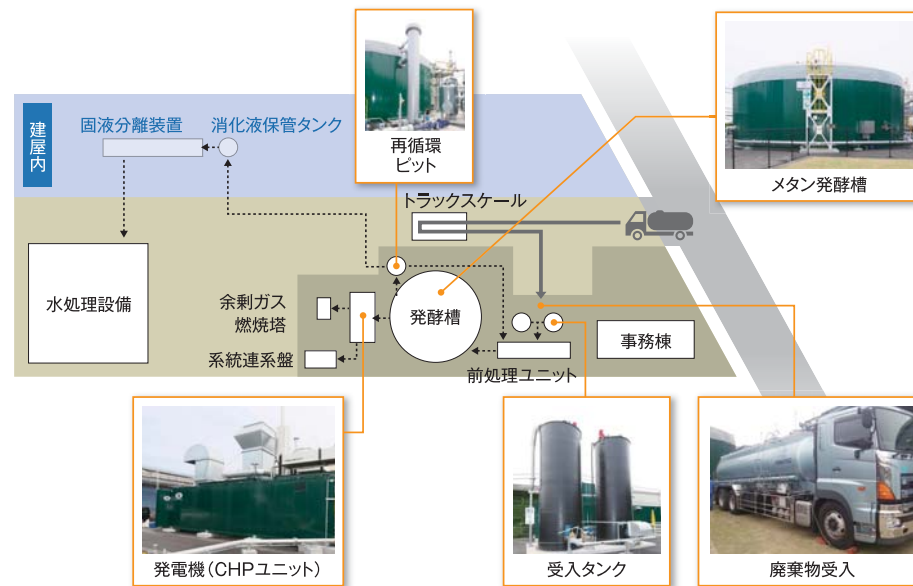 建屋内
固液分離装置
消化液保管タンク
再循環
ピット
メタン発酵槽
トラックスケール
水処理設備
余剰ガス
燃焼塔
系統連系盤
発酵槽
前処理ユニット
事務棟
発電機（CHPユニット）
受入タンク
廃棄物受入